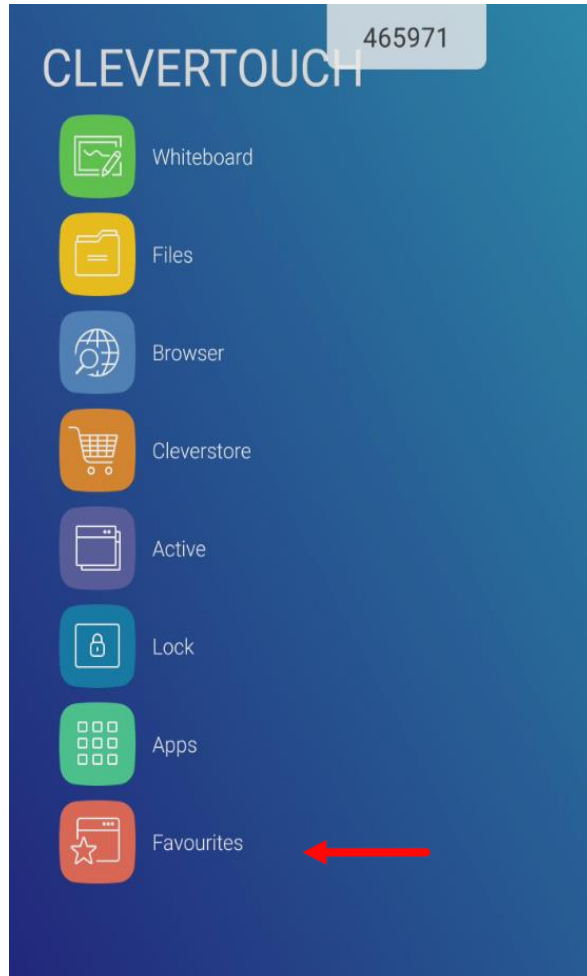 465971
CLEVERTOUCH
Whiteboard
Files
Browser
Cleverstore
Active
Lock
Apps
Favourites